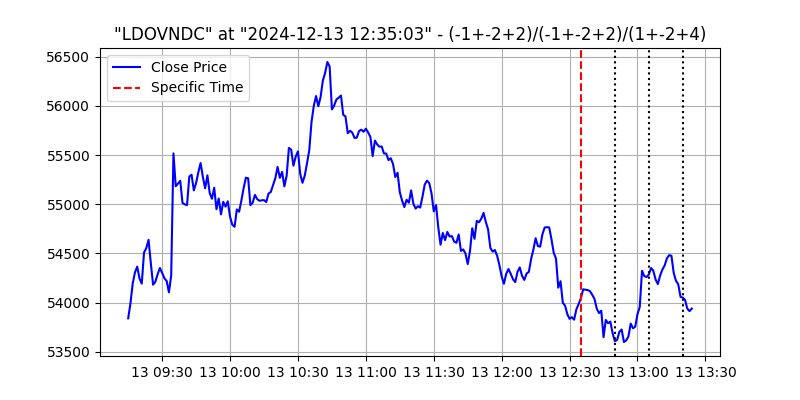 "LDOVNDC" at "2024-12-13 12:35:03" - (-1+-2+2)/(-1+-2+2)/(1+-2+4)
Close Price
Specific Time
56500
56000
55500
55000
54500
54000
53500
13 09:30 13 10:00 13 10:30 13 11:00 13 11:30 13 12:00 13 12:30 13 13:00 13 13:30